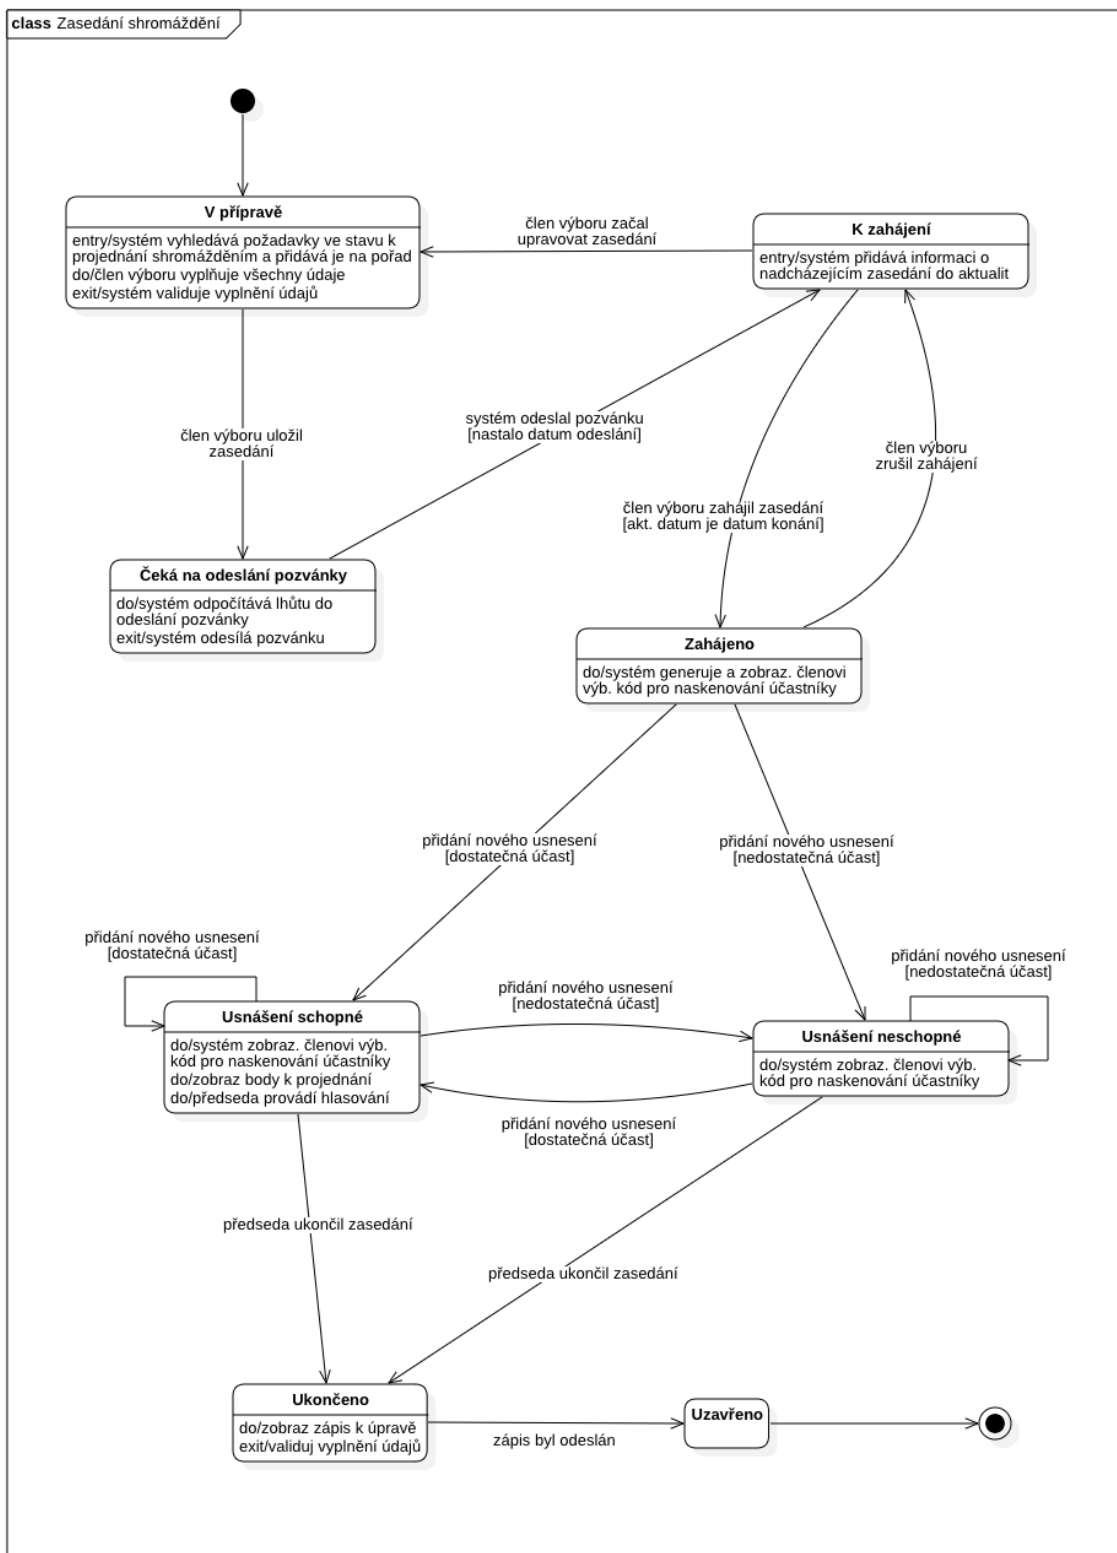 class Zasedání shromáždění
V přípravě
entry/systém vyhledává požadavky ve stavu k
projednání shromážděním a přidává je na pořad
do/člen výboru vyplňuje všechny údaje
exit/systém validuje vyplnění údajů
člen výboru začal
upravovat zasedání
K zahájení
entry/systém přidává informaci o
nadcházejícím zasedání do aktualit
člen výboru uložil
zasedání
systém odeslal pozvánku
[nastalo datum odeslání]
člen výboru
zrušil zahájení
člen výboru zahájil zasedání
[akt. datum je datum konání]
Čeká na odeslání pozvánky
do/systém odpočítává lhůtu do
odeslání pozvánky
exit/systém odesílá pozvánku
Zahájeno
do/systém generuje a zobraz. členovi
výb. kód pro naskenování účastníky
přidání nového usnesení
[dostatečná účast]
přidání nového usnesení
[nedostatečná účast]
přidání nového usnesení
[dostatečná účast]
přidání nového usnesení
[nedostatečná účast]
přidání nového usnesení
[nedostatečná účast]
Usnášení schopné
do/systém zobraz. členovi výb.
kód pro naskenování účastníky
do/zobraz body k projednání
do/předseda provádí hlasování
Usnášení neschopné
do/systém zobraz. členovi výb.
kód pro naskenování účastníky
přidání nového usnesení
[dostatečná účast]
předseda ukončil zasedání
předseda ukončil zasedání
Ukončeno
do/zobraz zápis k úpravě
exit/validuj vyplnění údajů
zápis byl odeslán
Uzavřeno